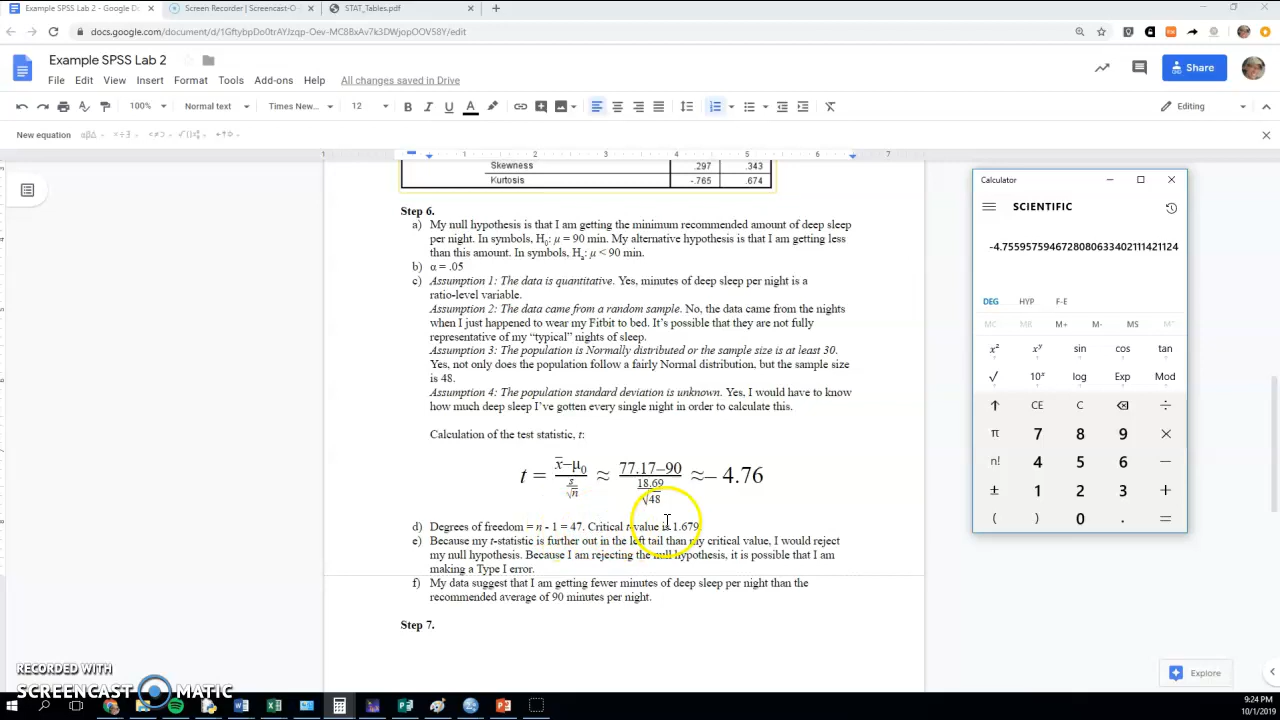 Example SPSS Lab 2 - Google Do
Screen Recorder | Screencast-O
STAT_Tables.pdf
docs.google.com/document/d/1GftybpDo0trAYJzqp-Oev-MC8BxAv7k3DWjopOOV58Y/edit
Example SPSS Lab 2
File Edit View Insert Format Tools Add-ons Help All changes saved in Drive
Share
100% Normal text Times New... 12 B I U A Editing
New equation
1 1 2 3 4 5 6 7
Skewness .297 .343
Kurtosis -.765 .674
Step 6.
a) My null hypothesis is that I am getting the minimum recommended amount of deep sleep
per night. In symbols, H₀: μ = 90 min. My alternative hypothesis is that I am getting less
than this amount. In symbols, Hₐ: μ < 90 min.
b) α = .05
c) Assumption 1: The data is quantitative. Yes, minutes of deep sleep per night is a
ratio-level variable.
Assumption 2: The data came from a random sample. No, the data came from the nights
when I just happened to wear my Fitbit to bed. It's possible that they are not fully
representative of my "typical" nights of sleep.
Assumption 3: The population is Normally distributed or the sample size is at least 30.
Yes, not only does the population follow a fairly Normal distribution, but the sample size
is 48.
Assumption 4: The population standard deviation is unknown. Yes, I would have to know
how much deep sleep I've gotten every single night in order to calculate this.
Calculation of the test statistic, t:
t = x̄–μ₀ / s/√n ≈ 77.17–90 / 18.69/√48 ≈ – 4.76
d) Degrees of freedom = n - 1 = 47. Critical t-value is 1.679
e) Because my t-statistic is further out in the left tail than my critical value, I would reject
my null hypothesis. Because I am rejecting the null hypothesis, it is possible that I am
making a Type I error.
f) My data suggest that I am getting fewer minutes of deep sleep per night than the
recommended average of 90 minutes per night.
Step 7.
Calculator
SCIENTIFIC
-4.7559575946728080633402111421124
DEG HYP F-E
MC MR M+ M- MS
x² xʸ sin cos tan
√ 10ˣ log Exp Mod
↑ CE C ÷
π 7 8 9 ×
n! 4 5 6 −
± 1 2 3 +
( ) 0 . =
Explore
RECORDED WITH
SCREENCAST MATIC
9:24 PM
10/1/2019